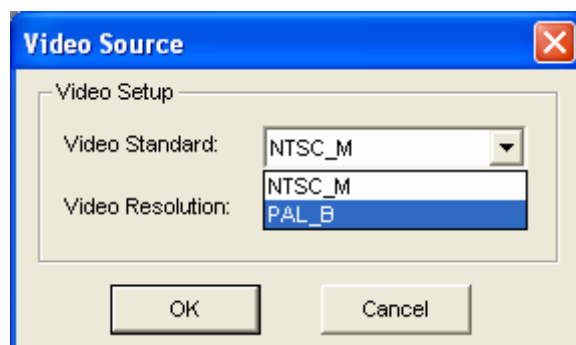 Video Source
Video Setup
Video Standard: NTSC_M
NTSC_M
Video Resolution: PAL_B
OK Cancel